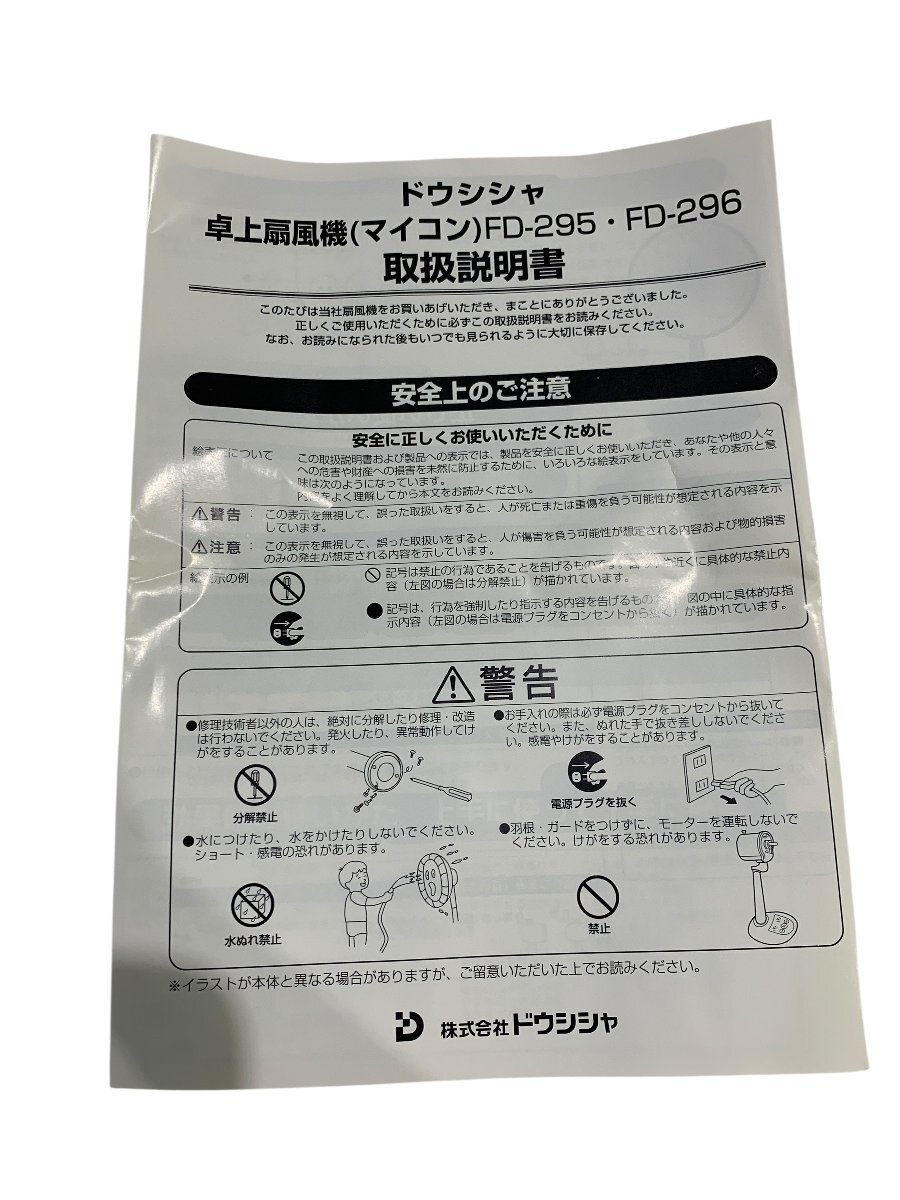 ドウシシャ
卓上扇風機(マイコン)FD-295・FD-296
取扱説明書
このたびは当社扇風機をお買いあげいただき、まことにありがとうございました。
正しくご使用いただくために必ずこの取扱説明書をお読みください。
なお、お読みになられた後もいつでも見られるように大切に保存してください。
安全上のご注意
安全に正しくお使いいただくために
絵表示について
この取扱説明書および製品への表示では、製品を安全に正しくお使いいただき、あなたや他の人々
への危害や財産への損害を未然に防止するために、いろいろな絵表示をしています。その表示と意
味は次のようになっています。
内容をよく理解してから本文をお読みください。
⚠警告：この表示を無視して、誤った取扱いをすると、人が死亡または重傷を負う可能性が想定される内容を示
しています。
⚠注意：この表示を無視して、誤った取扱いをすると、人が傷害を負う可能性が想定される内容および物的損害
のみの発生が想定される内容を示しています。
絵表示の例
記号は禁止の行為であることを告げるものです。近くに具体的な禁止内
容（左図の場合は分解禁止）が描かれています。
●記号は、行為を強制したり指示する内容を告げるものです。図の中に具体的な指
示内容（左図の場合は電源プラグをコンセントから抜く）が描かれています。
⚠警告
●修理技術者以外の人は、絶対に分解したり修理・改造
は行わないでください。発火したり、異常動作してけ
がをすることがあります。
分解禁止
●お手入れの際は必ず電源プラグをコンセントから抜いて
ください。また、ぬれた手で抜き差ししないでくださ
い。感電やけがをすることがあります。
電源プラグを抜く
●水につけたり、水をかけたりしないでください。
ショート・感電の恐れがあります。
水ぬれ禁止
●羽根・ガードをつけずに、モーターを運転しないで
ください。けがをする恐れがあります。
禁止
※イラストが本体と異なる場合がありますが、ご留意いただいた上でお読みください。
株式会社ドウシシャ